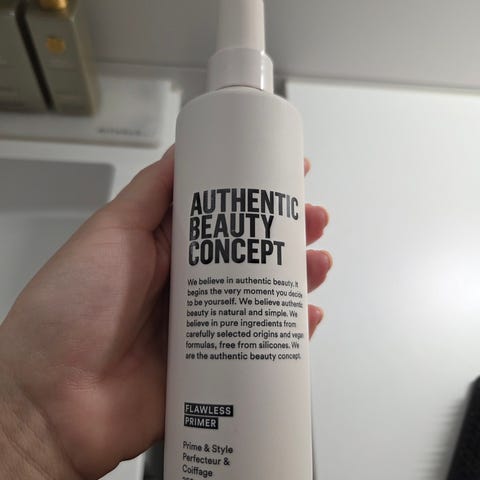 RITUALS
AUTHENTIC
BEAUTY
CONCEPT
We believe in authentic beauty. It
begins the very moment you decide
to be yourself. We believe authentic
beauty is natural and simple. We
believe in pure ingredients from
carefully selected origins and vegan
formulas, free from silicones. We
are the authentic beauty concept.
FLAWLESS
PRIMER
Prime & Style
Perfecteur &
Coiffage